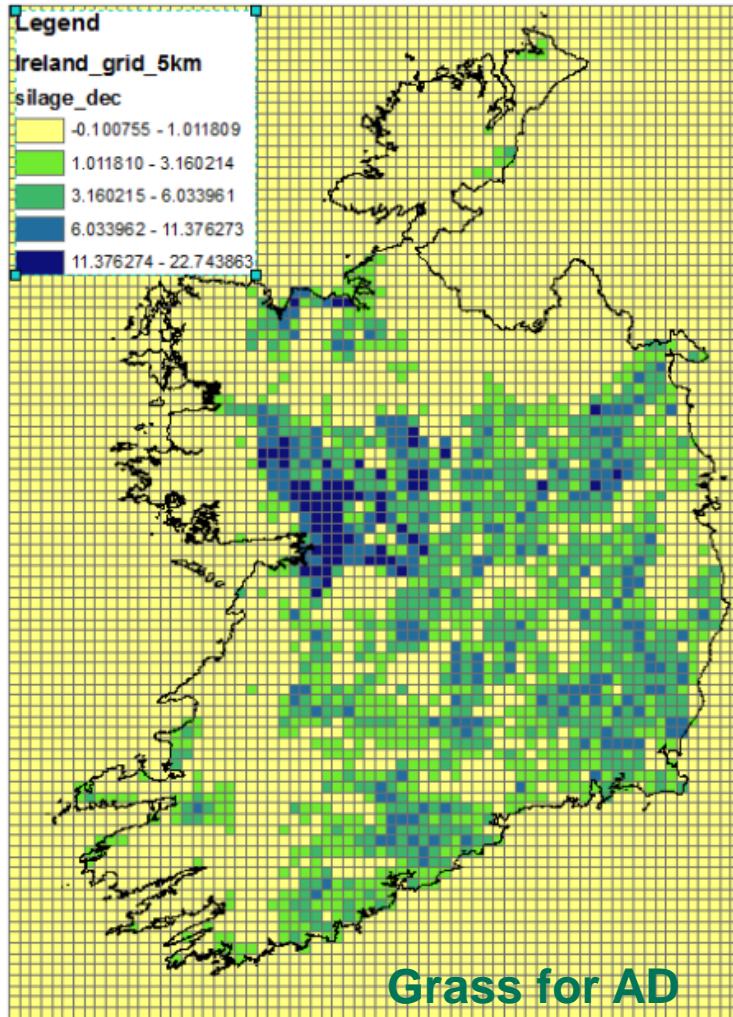 Legend
Ireland_grid_5km
silage_dec
-0.100755 - 1.011809
1.011810 - 3.160214
3.160215 - 6.033961
6.033962 - 11.376273
11.376274 - 22.743863
Grass for AD